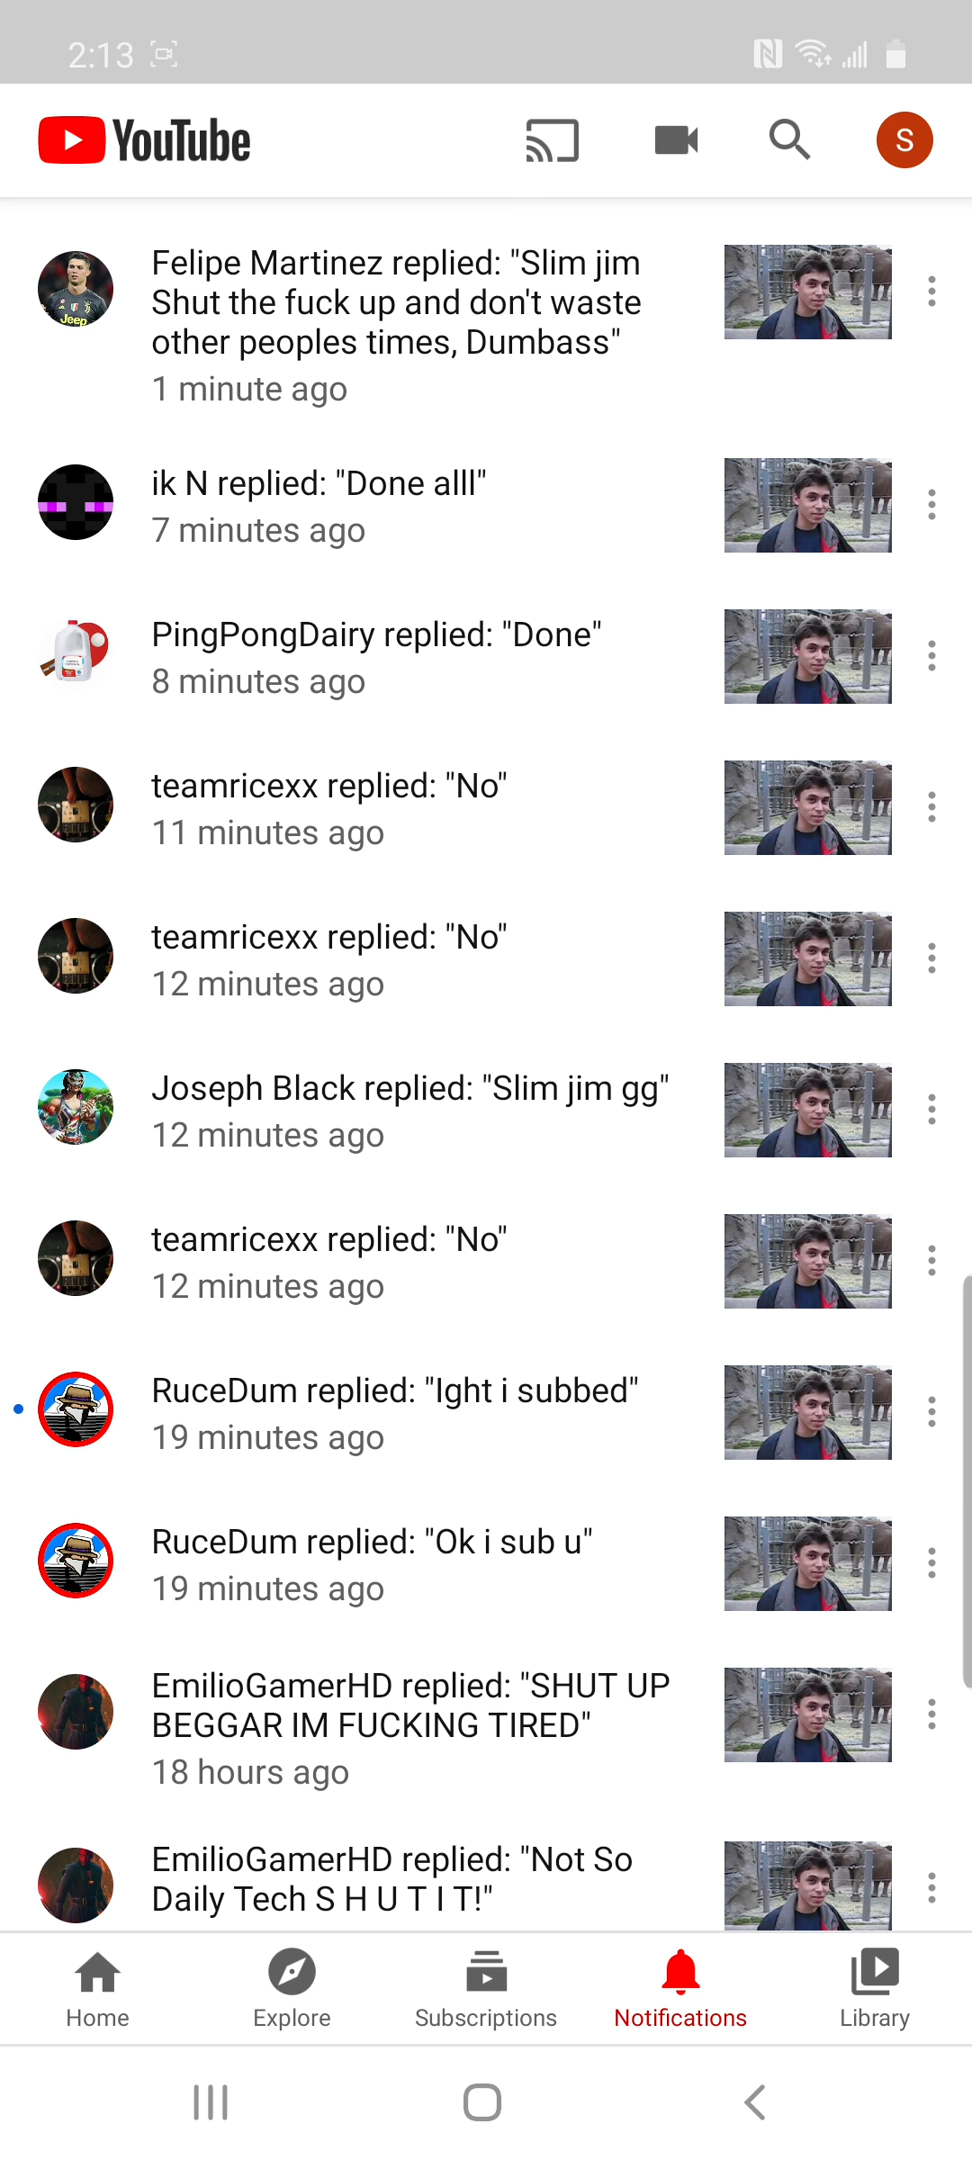 2:13
YouTube
S
Felipe Martinez replied: "Slim jim
Shut the fuck up and don't waste
other peoples times, Dumbass"
1 minute ago
ik N replied: "Done alll"
7 minutes ago
PingPongDairy replied: "Done"
8 minutes ago
teamricexx replied: "No"
11 minutes ago
teamricexx replied: "No"
12 minutes ago
Joseph Black replied: "Slim jim gg"
12 minutes ago
teamricexx replied: "No"
12 minutes ago
RuceDum replied: "Ight i subbed"
19 minutes ago
RuceDum replied: "Ok i sub u"
19 minutes ago
EmilioGamerHD replied: "SHUT UP
BEGGAR IM FUCKING TIRED"
18 hours ago
EmilioGamerHD replied: "Not So
Daily Tech S H U T I T!"
Home
Explore
Subscriptions
Notifications
Library